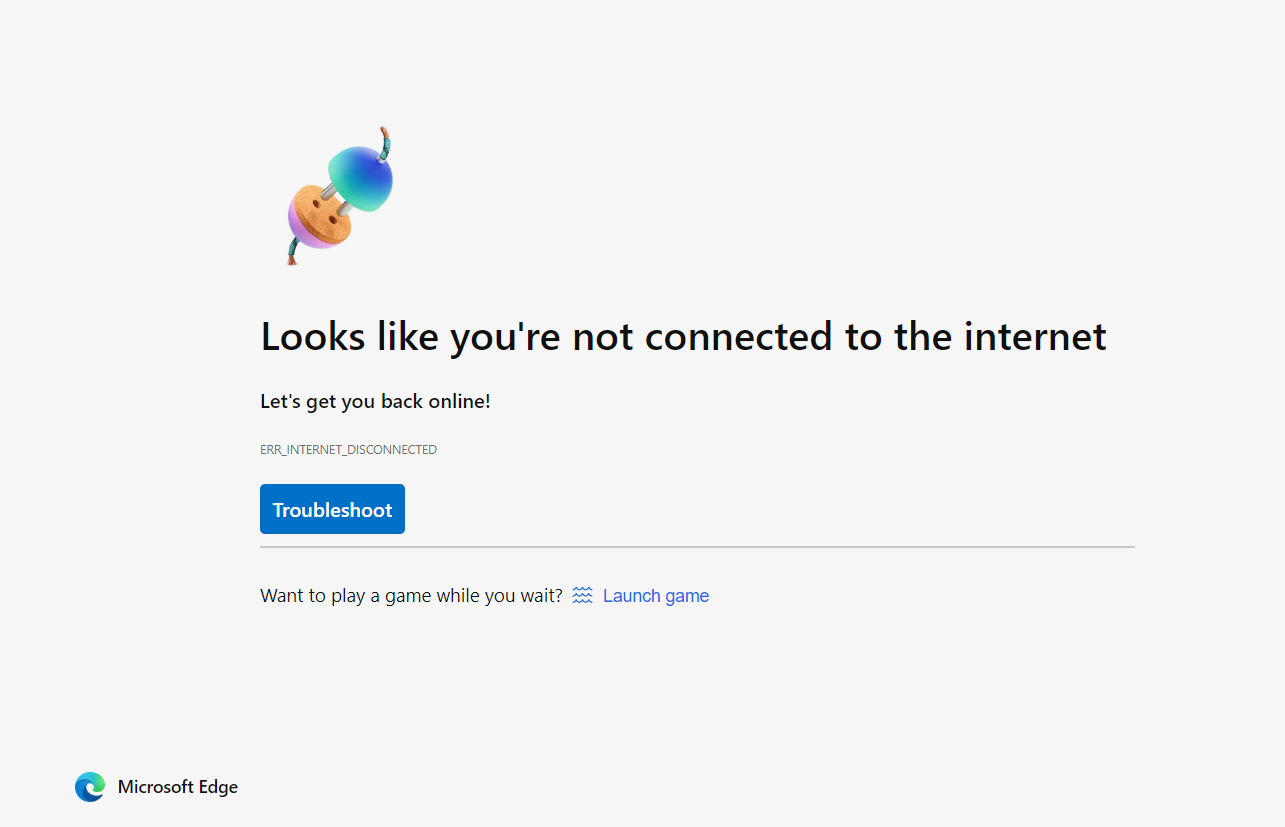 Looks like you're not connected to the internet
Let's get you back online!
ERR_INTERNET_DISCONNECTED
Troubleshoot
Want to play a game while you wait? Launch game
Microsoft Edge